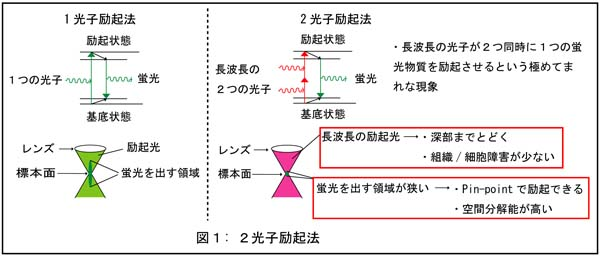 1光子励起法
励起状態
1つの光子
蛍光
基底状態
レンズ
励起光
標本面
蛍光を出す領域
2光子励起法
励起状態
長波長の
2つの光子
蛍光
基底状態
・長波長の光子が2つ同時に1つの蛍
光物質を励起させるという極めてま
れな現象
レンズ
標本面
長波長の励起光 → ・深部までとどく
・組織/細胞障害が少ない
蛍光を出す領域が狭い → ・Pin-pointで励起できる
・空間分解能が高い
図1: 2光子励起法